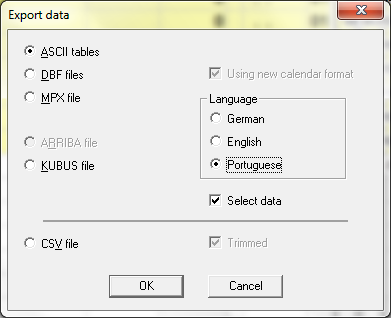 Export data
ASCII tables
DBF files
Using new calendar format
MPX file
Language
German
English
ARRIBA file
KUBUS file
Portuguese
Select data
CSV file
Trimmed
OK
Cancel